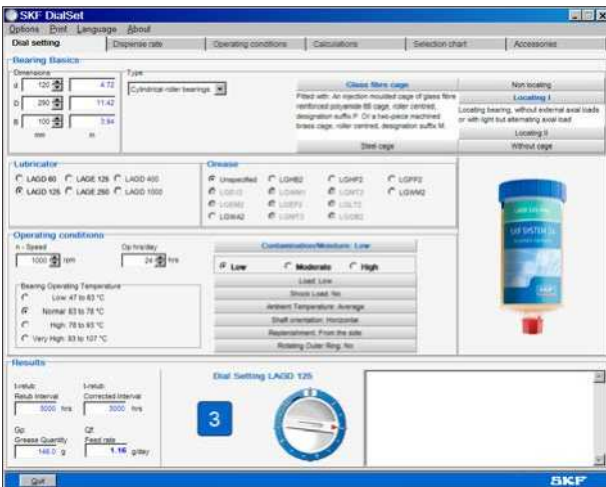 SKF DialSet
Options Print Language About
Dial setting Dispense rate Operating conditions Calculations Selection chart Accessories
Bearing Basics
Dimensions
d 120 4.72
D 290 11.42
B 100 3.94
mm in
Type
Cylindrical roller bearings
Glass fibre cage
Fitted with: An injection moulded cage of glass fibre
reinforced polyamide 66 cage, roller centred,
designation suffix P. Or a two-piece machined
brass cage, roller centred, designation suffix M.
Steel cage
Non locating
Locating I
Locating bearing, without external axial loads
or with light but alternating axial load
Locating II
Without cage
Lubricator
LAGD 60 LAGE 125 LAGD 400
LAGD 125 LAGE 250 LAGD 1000
Grease
Unspecified LGHB2 LGHP2 LGFP2
LGWM2
LGWA2
SKF SYSTEM 24
Operating conditions
n - Speed
1000 rpm
Op hrs/day
24 hrs
Bearing Operating Temperature
Low: 47 to 63 °C
Normal: 63 to 78 °C
High: 78 to 93 °C
Very High: 93 to 107 °C
Contamination/Moisture: Low
Low Moderate High
Load: Low
Shock Load: No
Ambient Temperature: Average
Shaft orientation: Horizontal
Replenishment: From the side
Rotating Outer Ring: No
Results
t-relub: t-relub:
Relub Interval Corrected Interval
3000 hrs 3000 hrs
Gp: Qf:
Grease Quantity Feed rate
145.0 g 1.16 g/day
Dial Setting LAGD 125
3
Quit
SKF